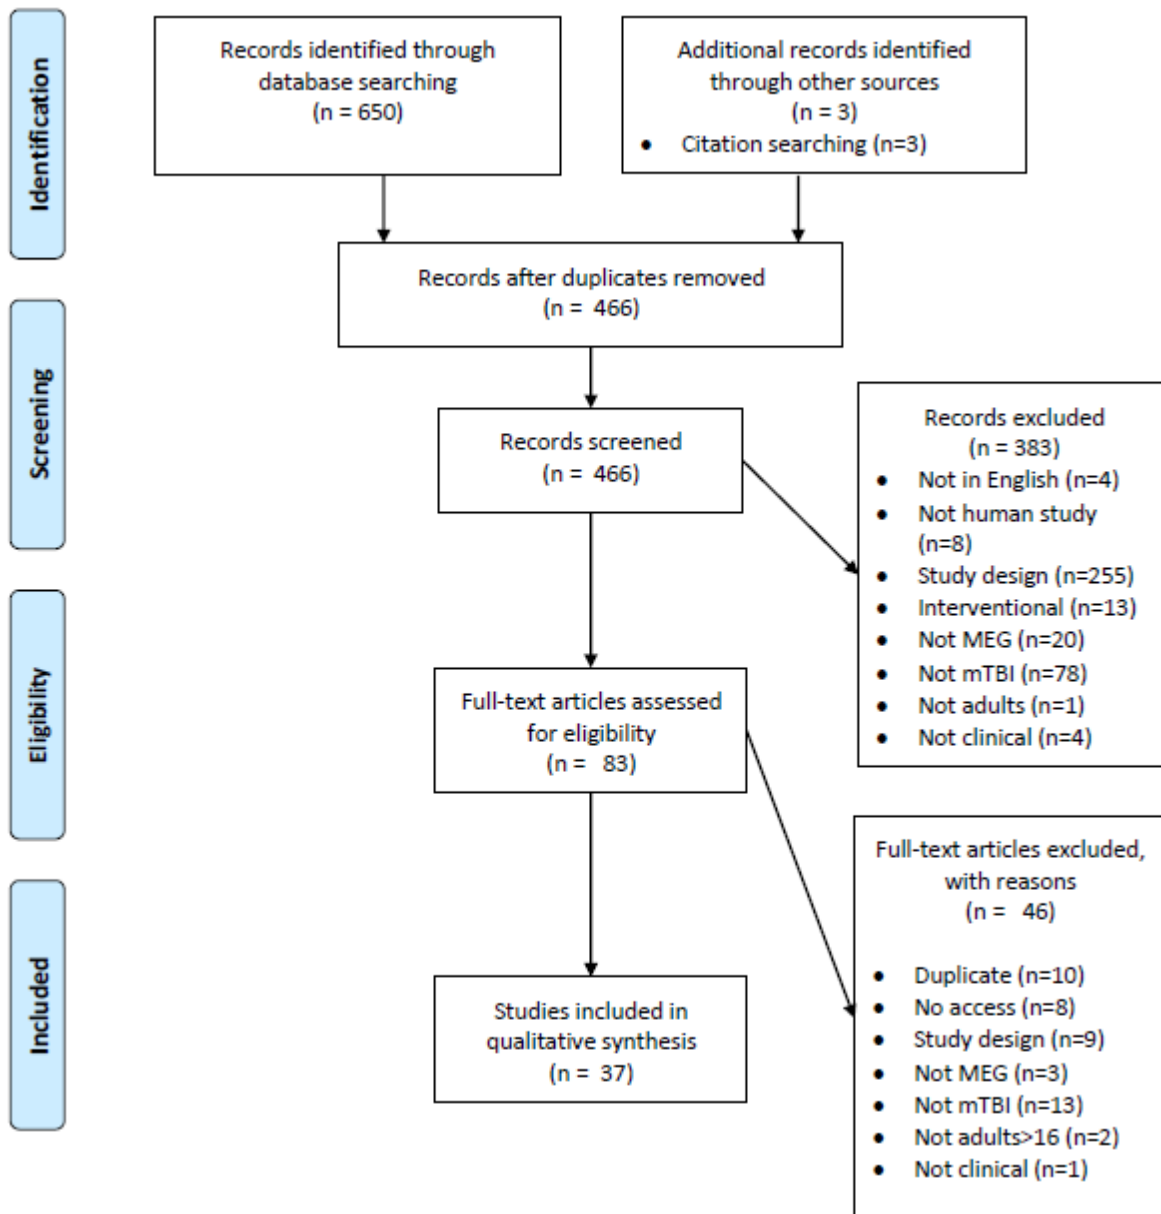 Identification
Records identified through
database searching
(n = 650)
Additional records identified
through other sources
(n = 3)
• Citation searching (n=3)
Records after duplicates removed
(n = 466)
Screening
Records screened
(n = 466)
Records excluded
(n = 383)
• Not in English (n=4)
• Not human study
(n=8)
• Study design (n=255)
• Interventional (n=13)
• Not MEG (n=20)
• Not mTBI (n=78)
• Not adults (n=1)
• Not clinical (n=4)
Eligibility
Full-text articles assessed
for eligibility
(n = 83)
Full-text articles excluded,
with reasons
(n = 46)
• Duplicate (n=10)
• No access (n=8)
• Study design (n=9)
• Not MEG (n=3)
• Not mTBI (n=13)
• Not adults>16 (n=2)
• Not clinical (n=1)
Included
Studies included in
qualitative synthesis
(n = 37)